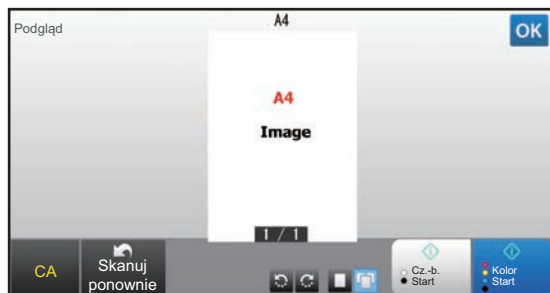 Podgląd
A4
OK
A4
Image
1 / 1
CA
Skanuj
ponownie
Cz.-b.
Start
Kolor
Start